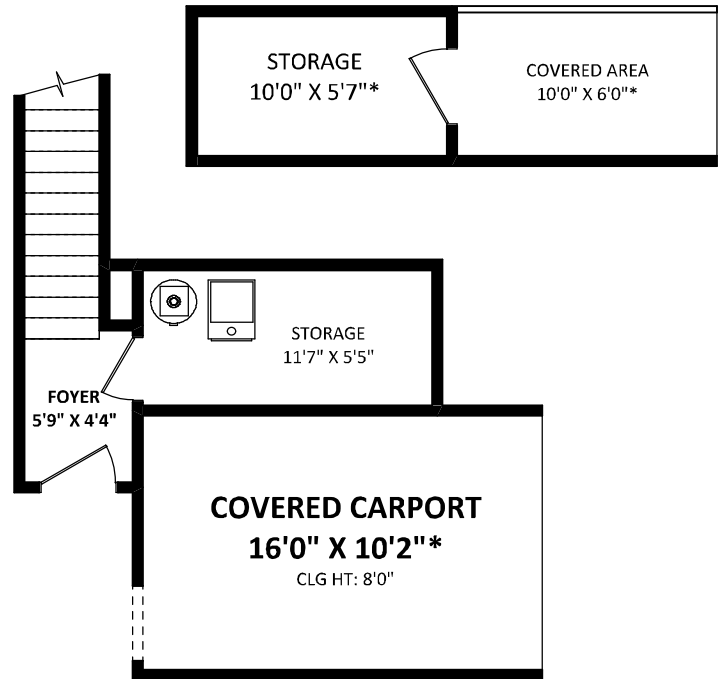 STORAGE
10'0" X 5'7"*
COVERED AREA
10'0" X 6'0"*
STORAGE
11'7" X 5'5"
FOYER
5'9" X 4'4"
COVERED CARPORT
16'0" X 10'2"*
CLG HT: 8'0"